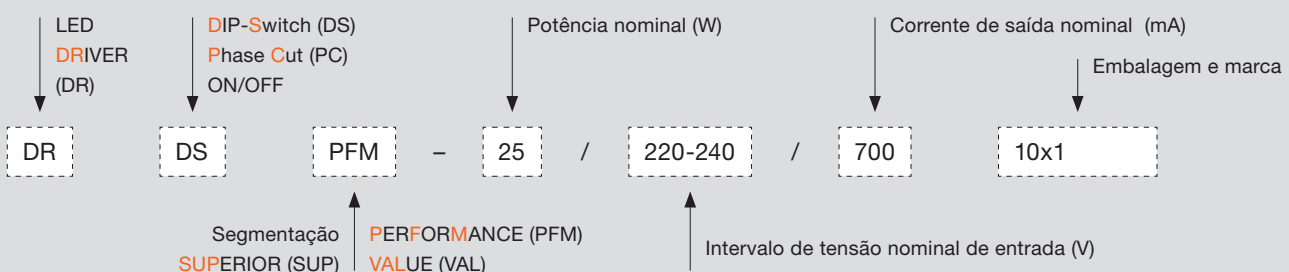 LED
DRIVER
(DR)
DIP-Switch (DS)
Phase Cut (PC)
ON/OFF
Potência nominal (W)
Corrente de saída nominal (mA)
Embalagem e marca
DR DS PFM – 25 / 220-240 / 700 10x1
Segmentação
SUPERIOR (SUP)
PERFORMANCE (PFM)
VALUE (VAL)
Intervalo de tensão nominal de entrada (V)